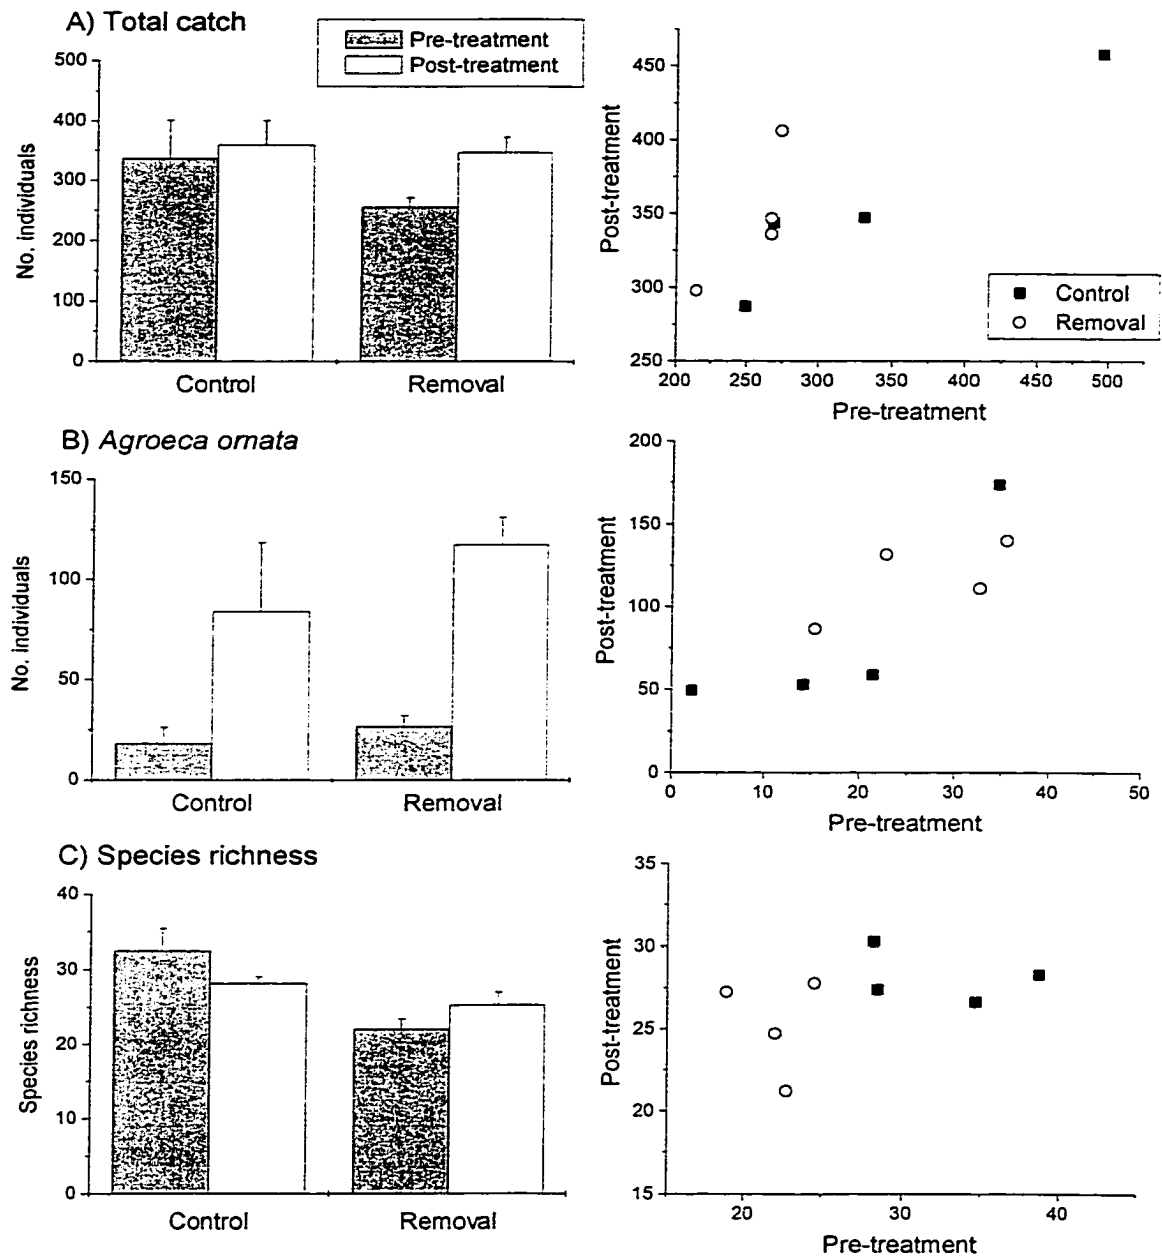 A) Total catch
Pre-treatment
Post-treatment
No. individuals
500
400
300
200
100
0
Control
Removal
Post-treatment
450
400
350
300
250
200
250
300
350
400
450
500
Pre-treatment
Control
Removal
B) Agroeca ornata
No. individuals
150
100
50
0
Control
Removal
Post-treatment
200
150
100
50
0
0
10
20
30
40
50
Pre-treatment
C) Species richness
Species richness
40
30
20
10
0
Control
Removal
Post-treatment
35
30
25
20
15
20
30
40
Pre-treatment